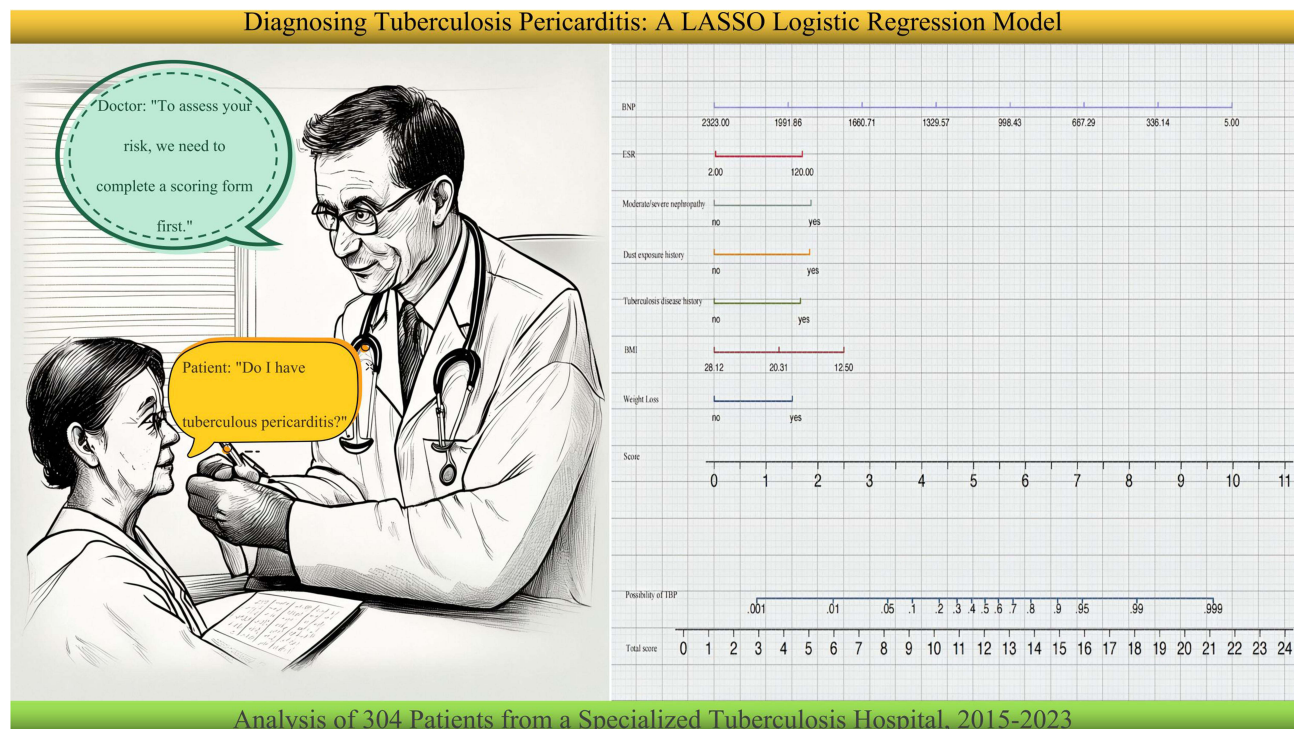 Diagnosing Tuberculosis Pericarditis: A LASSO Logistic Regression Model
Doctor: "To assess your
risk, we need to
complete a scoring form
first."
Patient: "Do I have
tuberculous pericarditis?"
BNP
2323.00 1991.86 1660.71 1329.57 998.43 667.29 336.14 5.00
ESR
2.00 120.00
Moderate/severe nephropathy
no yes
Dust exposure history
no yes
Tuberculosis disease history
no yes
BMI
28.12 20.31 12.50
Weight Loss
no yes
Score
0 1 2 3 4 5 6 7 8 9 10 11
Possibility of TBP
.001 .01 .05 .1 .2 .3 .4 .5 .6 .7 .8 .9 .95 .99 .999
Total score 0 1 2 3 4 5 6 7 8 9 10 11 12 13 14 15 16 17 18 19 20 21 22 23 24
Analysis of 304 Patients from a Specialized Tuberculosis Hospital, 2015-2023